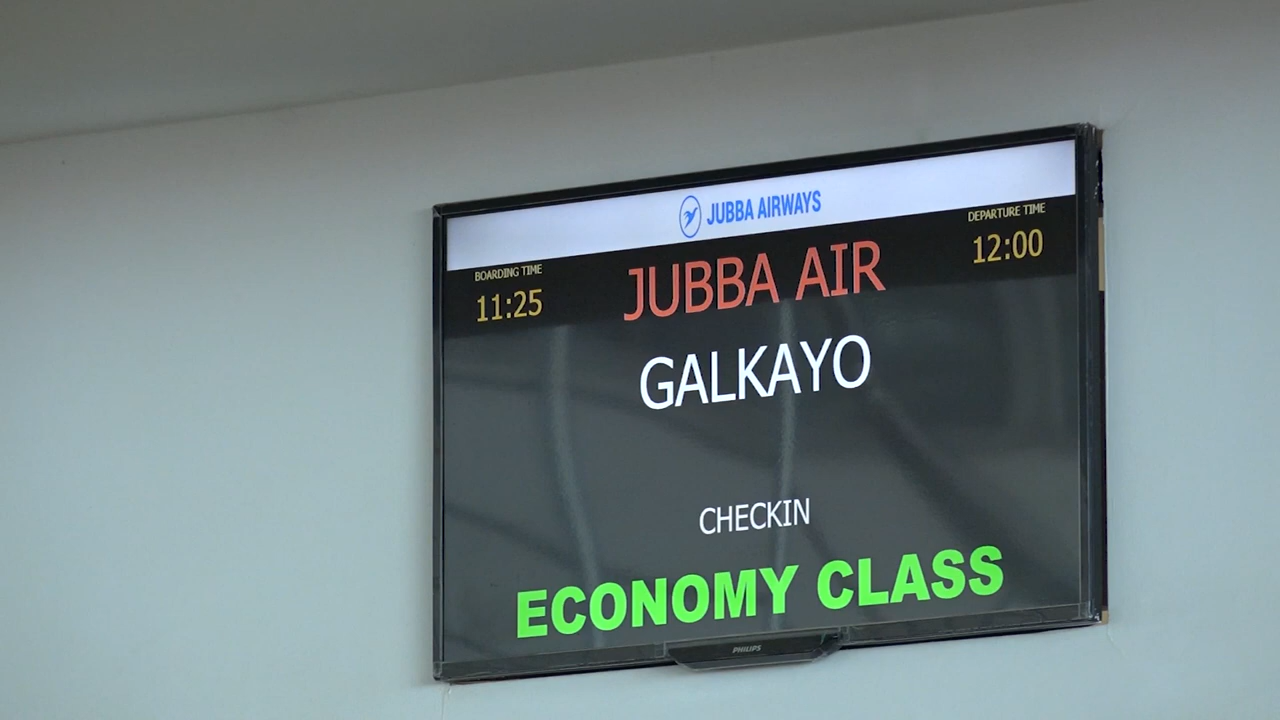 JUBBA AIRWAYS
BOARDING TIME
11:25
JUBBA AIR
DEPARTURE TIME
12:00
GALKAYO
CHECKIN
ECONOMY CLASS
PHILIPS